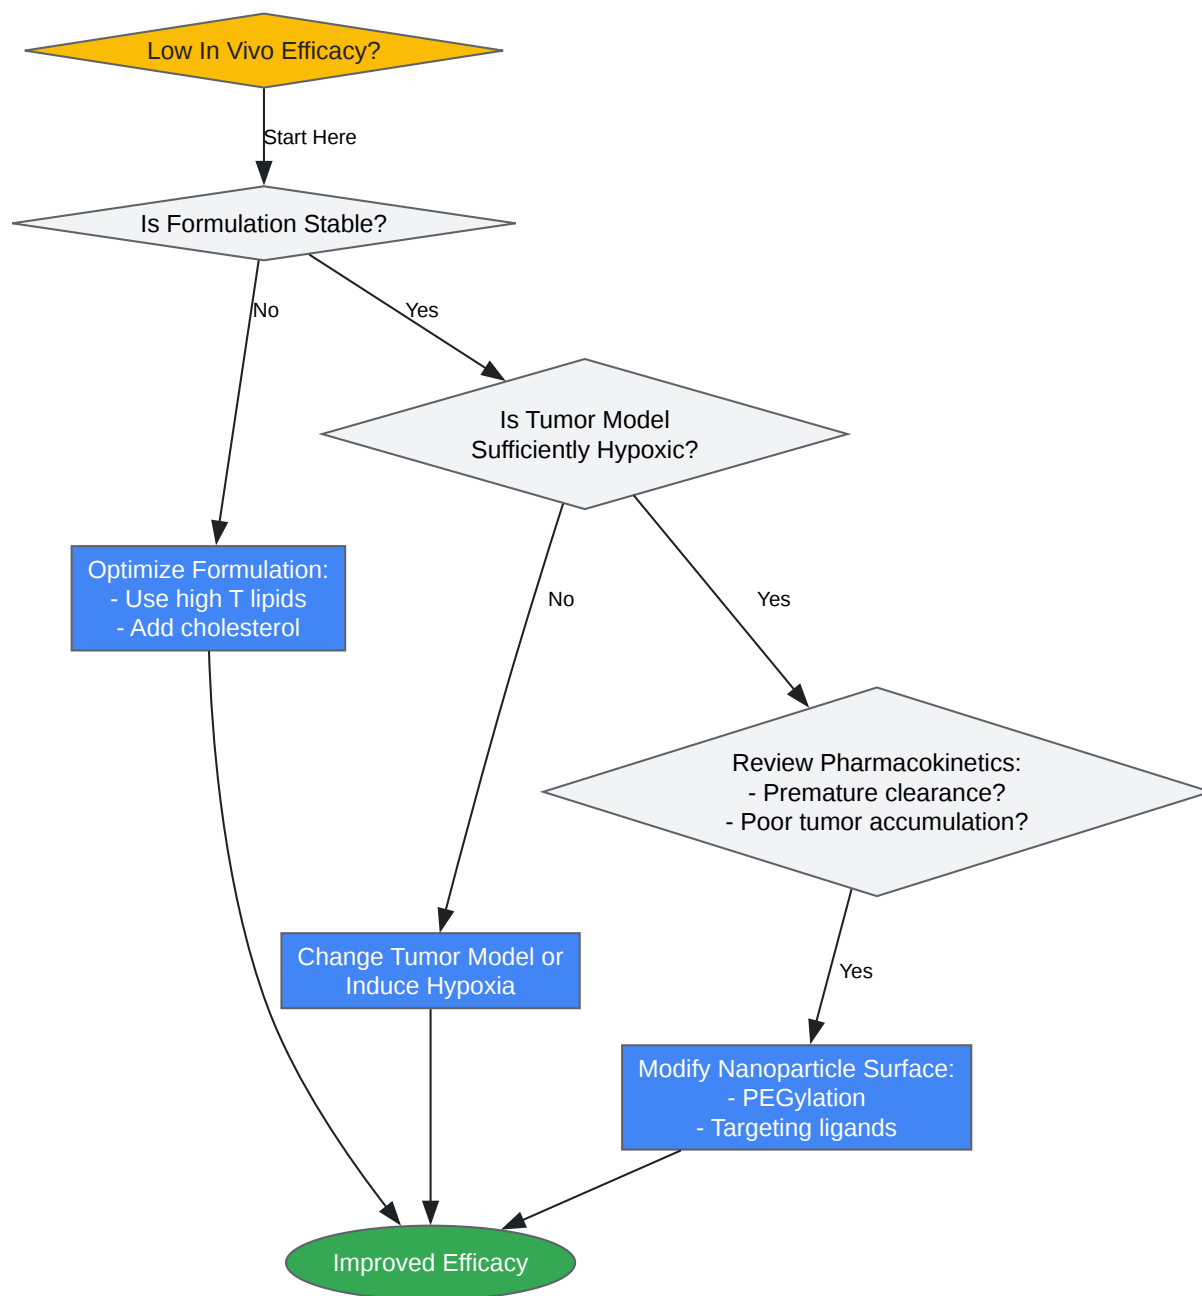 Low In Vivo Efficacy?
Start Here
Is Formulation Stable?
No
Yes
Is Tumor Model
Sufficiently Hypoxic?
Optimize Formulation:
- Use high T lipids
- Add cholesterol
No
Yes
Review Pharmacokinetics:
- Premature clearance?
- Poor tumor accumulation?
Change Tumor Model or
Induce Hypoxia
Yes
Modify Nanoparticle Surface:
- PEGylation
- Targeting ligands
Improved Efficacy